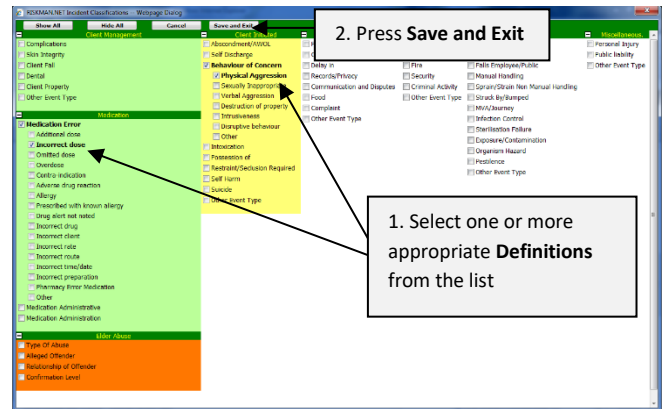 RISKMAN.NET Incident Classifications -- Webpage Dialog
Show All Hide All Cancel Save and Exit
2. Press Save and Exit
Client Management
Complications
Skin Integrity
Client Fall
Dental
Client Property
Other Event Type
Medication
Medication Error
Additional dose
Incorrect dose
Omitted dose
Overdose
Contra-indication
Adverse drug reaction
Allergy
Prescribed with known allergy
Drug alert not noted
Incorrect drug
Incorrect client
Incorrect rate
Incorrect route
Incorrect time/date
Incorrect preparation
Pharmacy Error Medication
Other
Medication Administrative
Medication Administration
Elder Abuse
Type Of Abuse
Alleged Offender
Relationship of Offender
Confirmation Level
Client Initiated
Abscondment/AWOL
Self Discharge
Behaviour of Concern
Physical Aggression
Sexually Inappropriate
Verbal Aggression
Destruction of property
Intrusiveness
Disruptive behaviour
Other
Intoxication
Possession of
Restraint/Seclusion Required
Self Harm
Suicide
Other Event Type
Delay in
Records/Privacy
Communication and Disputes
Food
Complaint
Other Event Type
Fire
Security
Criminal Activity
Other Event Type
Falls Employee/Public
Manual Handling
Sprain/Strain Non Manual Handling
Struck By/Bumped
MVA/Journey
Infection Control
Sterilisation Failure
Exposure/Contamination
Organism Hazard
Pestilence
Other Event Type
Miscellaneous.
Personal Injury
Public liability
Other Event Type
1. Select one or more
appropriate Definitions
from the list